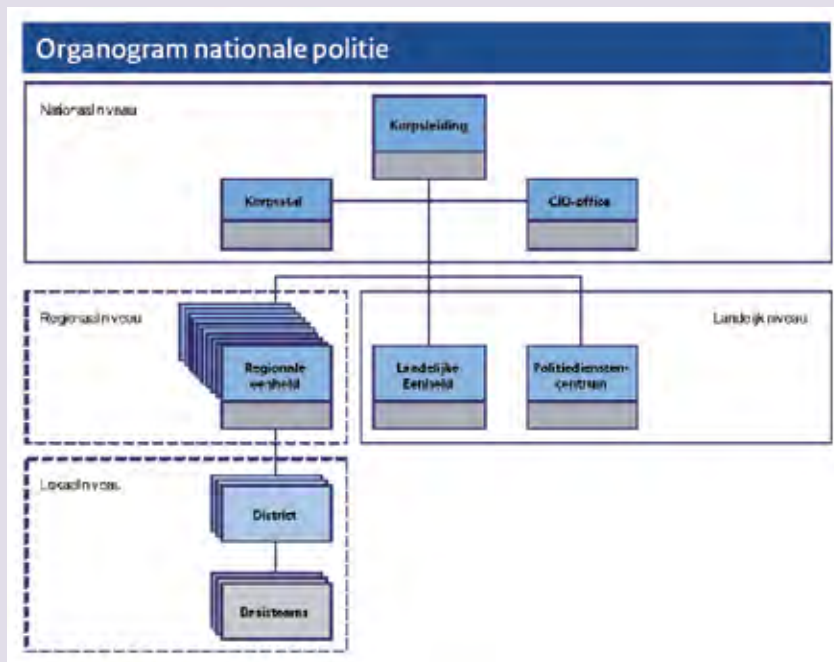 Organogram nationale politie
Nationaal niveau
Korpsleiding
Korpsstaf
CIO-office
Regionaal niveau
Landelijk niveau
Regionale
eenheid
Landelijke
Eenheid
Politiediensten-
centrum
Lokaal niveau
District
Basisteams